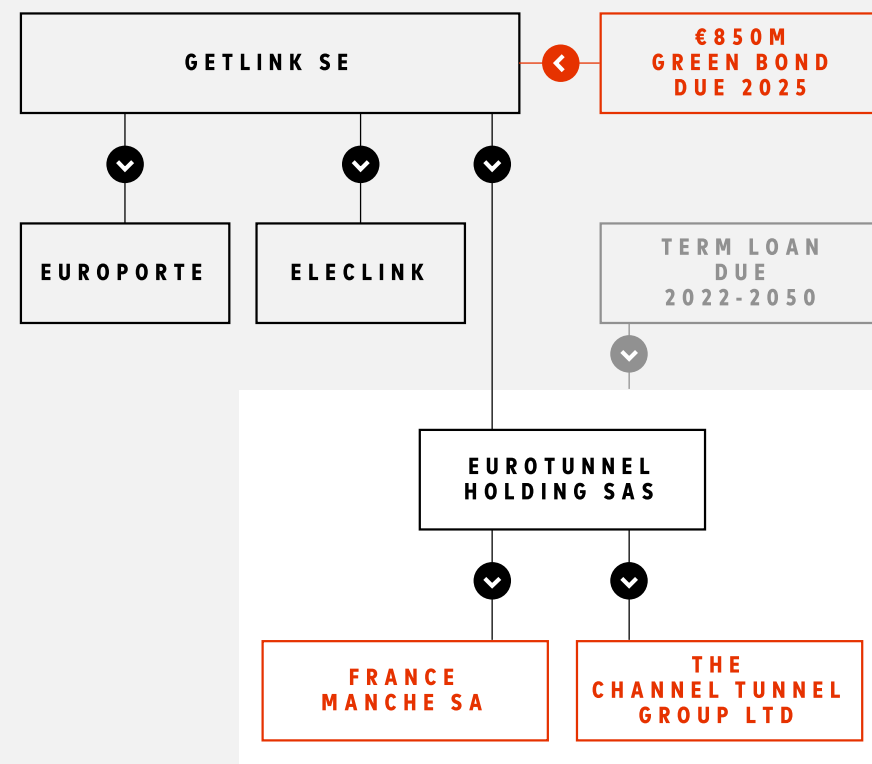 GETLINK SE
€850M
GREEN BOND
DUE 2025
EUROPORTE
ELECLINK
TERM LOAN
DUE
2022-2050
EUROTUNNEL
HOLDING SAS
FRANCE
MANCHE SA
THE
CHANNEL TUNNEL
GROUP LTD